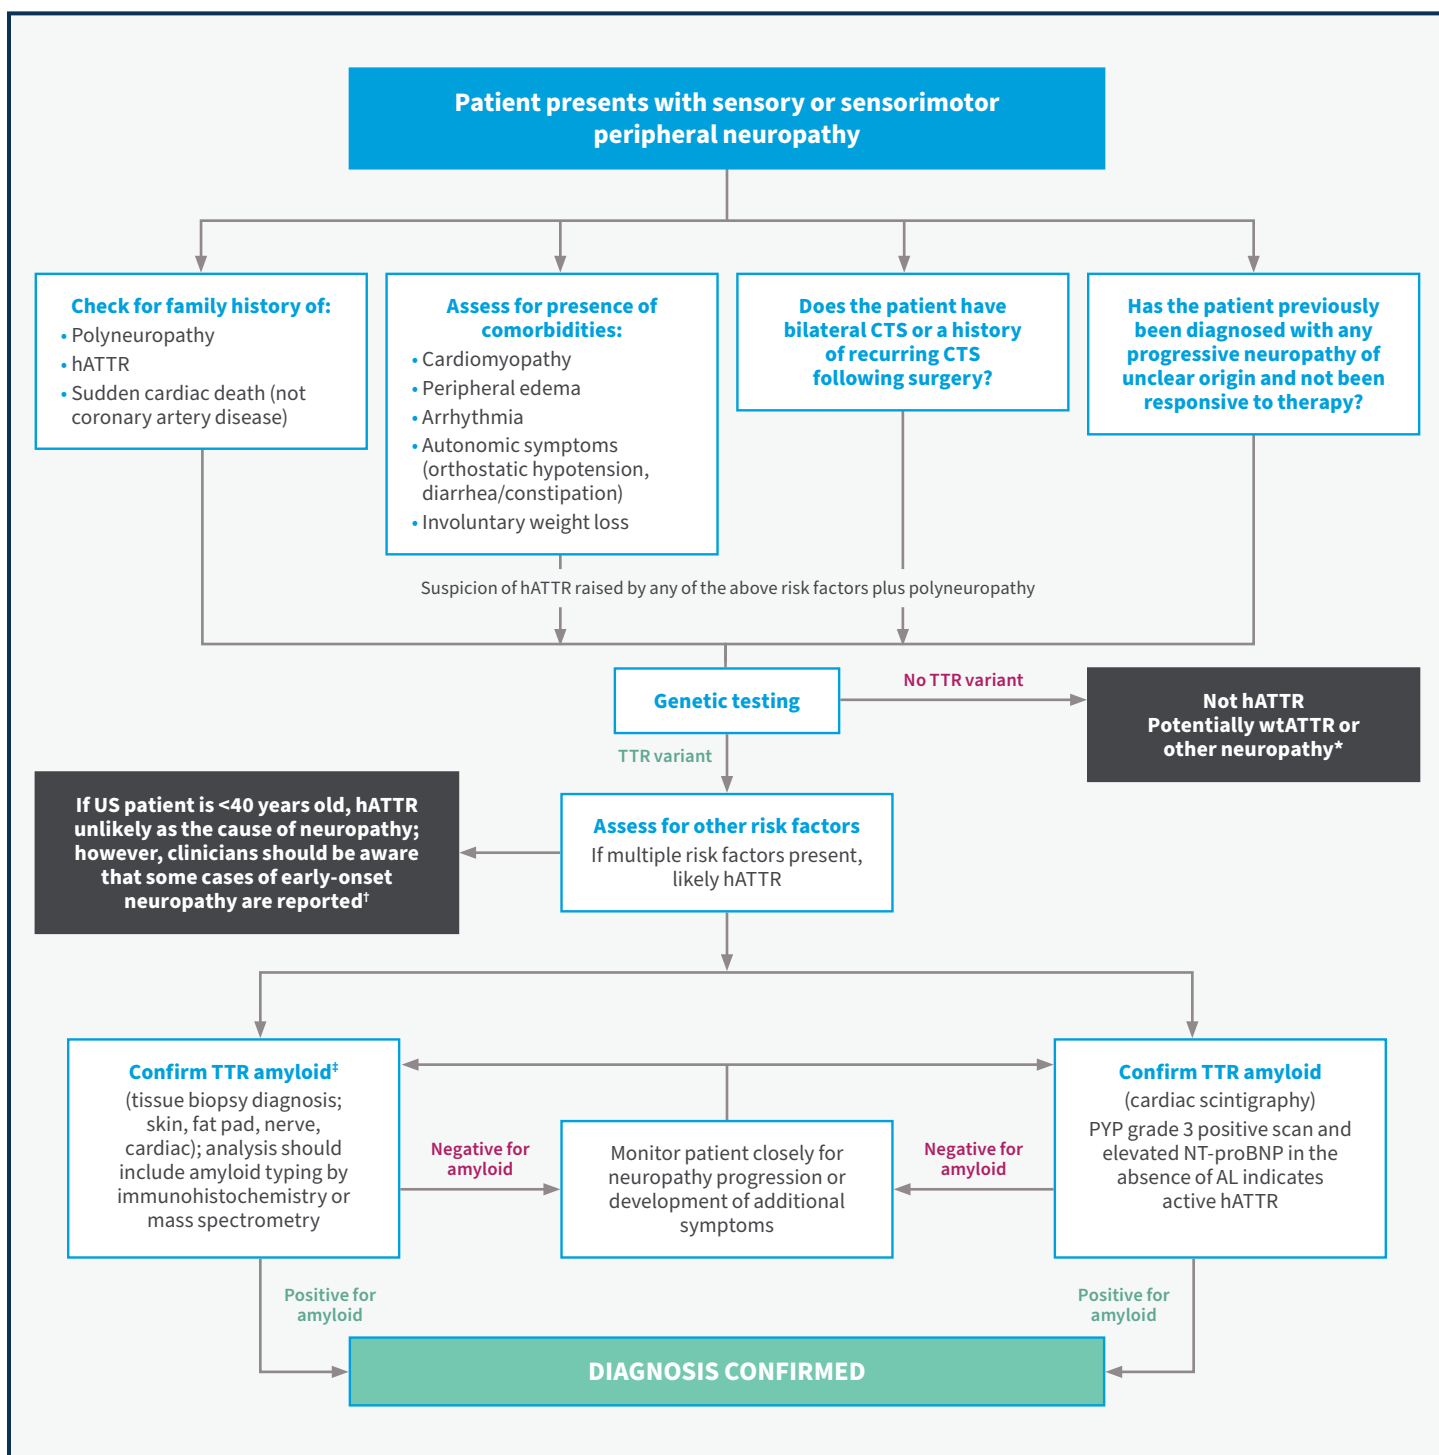 Patient presents with sensory or sensorimotor
peripheral neuropathy
Check for family history of:
• Polyneuropathy
• hATTR
• Sudden cardiac death (not
coronary artery disease)
Assess for presence of
comorbidities:
• Cardiomyopathy
• Peripheral edema
• Arrhythmia
• Autonomic symptoms
(orthostatic hypotension,
diarrhea/constipation)
• Involuntary weight loss
Does the patient have
bilateral CTS or a history
of recurring CTS
following surgery?
Has the patient previously
been diagnosed with any
progressive neuropathy of
unclear origin and not been
responsive to therapy?
Suspicion of hATTR raised by any of the above risk factors plus polyneuropathy
Genetic testing
No TTR variant
Not hATTR
Potentially wtATTR or
other neuropathy*
TTR variant
If US patient is <40 years old, hATTR
unlikely as the cause of neuropathy;
however, clinicians should be aware
that some cases of early-onset
neuropathy are reported†
Assess for other risk factors
If multiple risk factors present,
likely hATTR
Confirm TTR amyloid‡
(tissue biopsy diagnosis;
skin, fat pad, nerve,
cardiac); analysis should
include amyloid typing by
immunohistochemistry or
mass spectrometry
Negative for
amyloid
Monitor patient closely for
neuropathy progression or
development of additional
symptoms
Negative for
amyloid
Confirm TTR amyloid
(cardiac scintigraphy)
PYP grade 3 positive scan and
elevated NT-proBNP in the
absence of AL indicates
active hATTR
Positive for
amyloid
Positive for
amyloid
DIAGNOSIS CONFIRMED